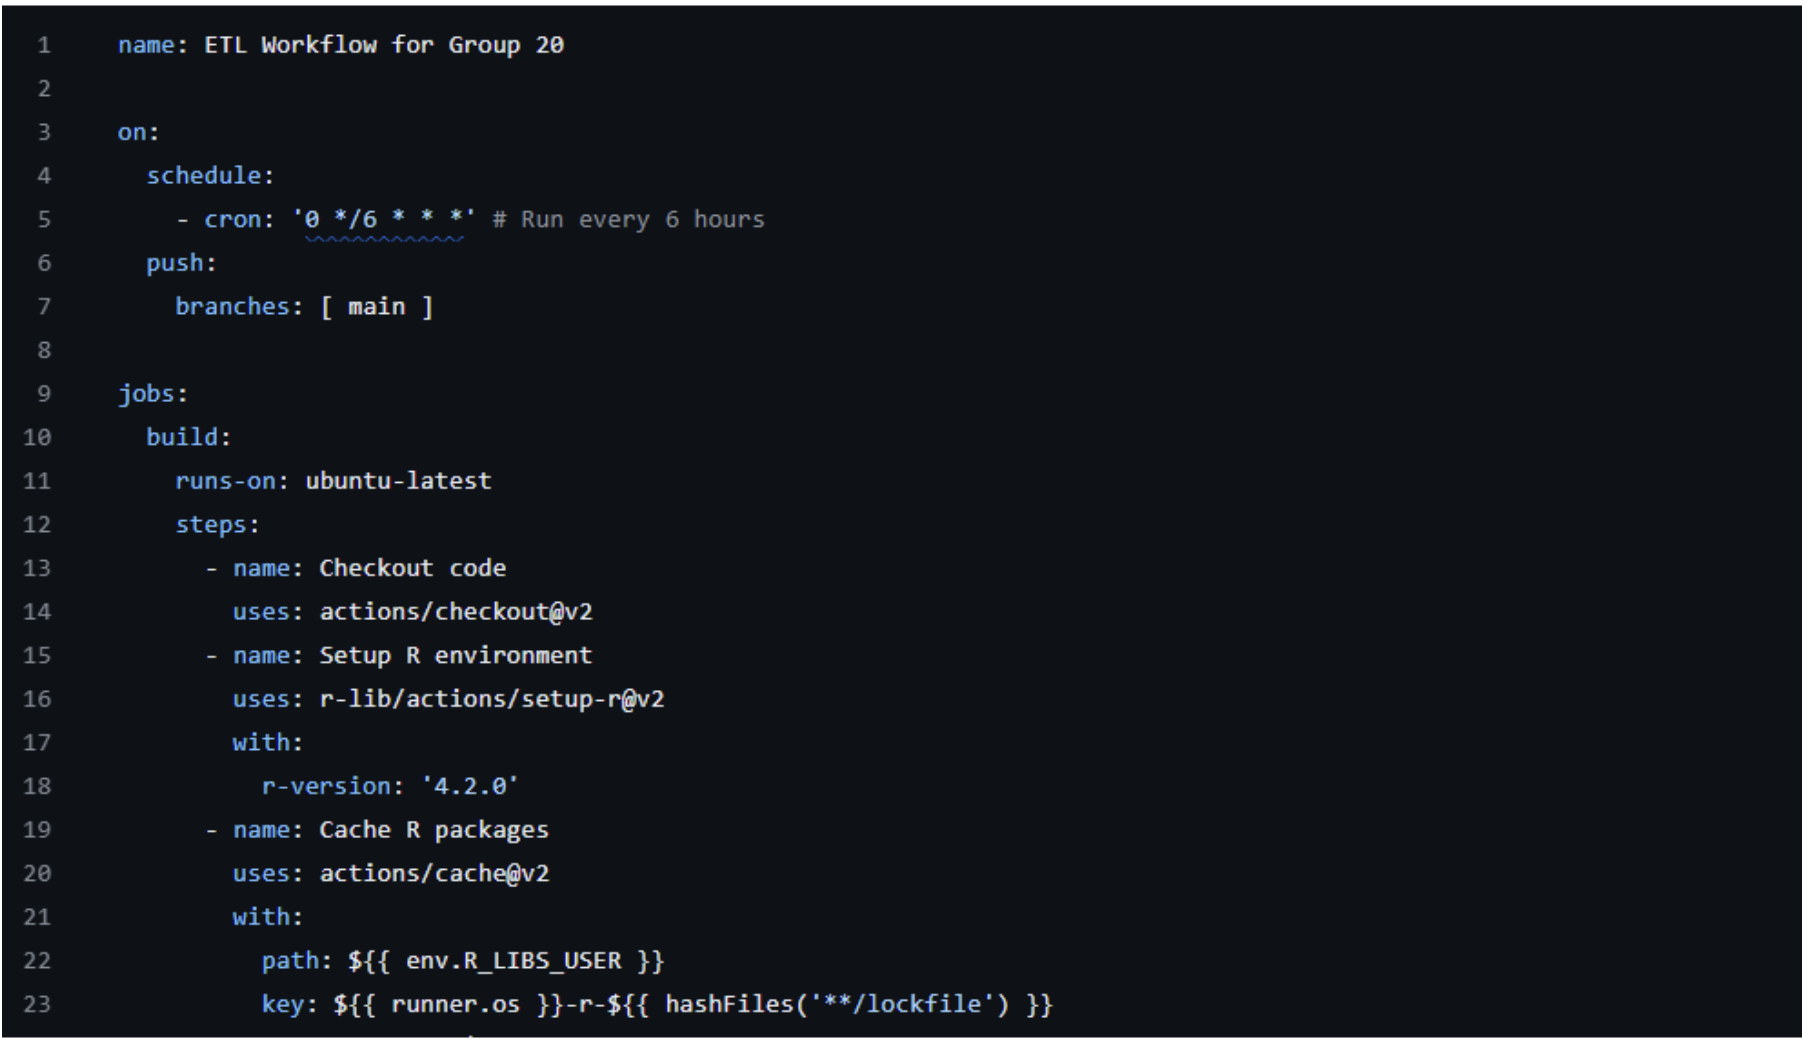 1 name: ETL Workflow for Group 20
2
3 on:
4 schedule:
5 - cron: '0 */6 * * *' # Run every 6 hours
6 push:
7 branches: [ main ]
8
9 jobs:
10 build:
11 runs-on: ubuntu-latest
12 steps:
13 - name: Checkout code
14 uses: actions/checkout@v2
15 - name: Setup R environment
16 uses: r-lib/actions/setup-r@v2
17 with:
18 r-version: '4.2.0'
19 - name: Cache R packages
20 uses: actions/cache@v2
21 with:
22 path: ${{ env.R_LIBS_USER }}
23 key: ${{ runner.os }}-r-${{ hashFiles('**/lockfile') }}